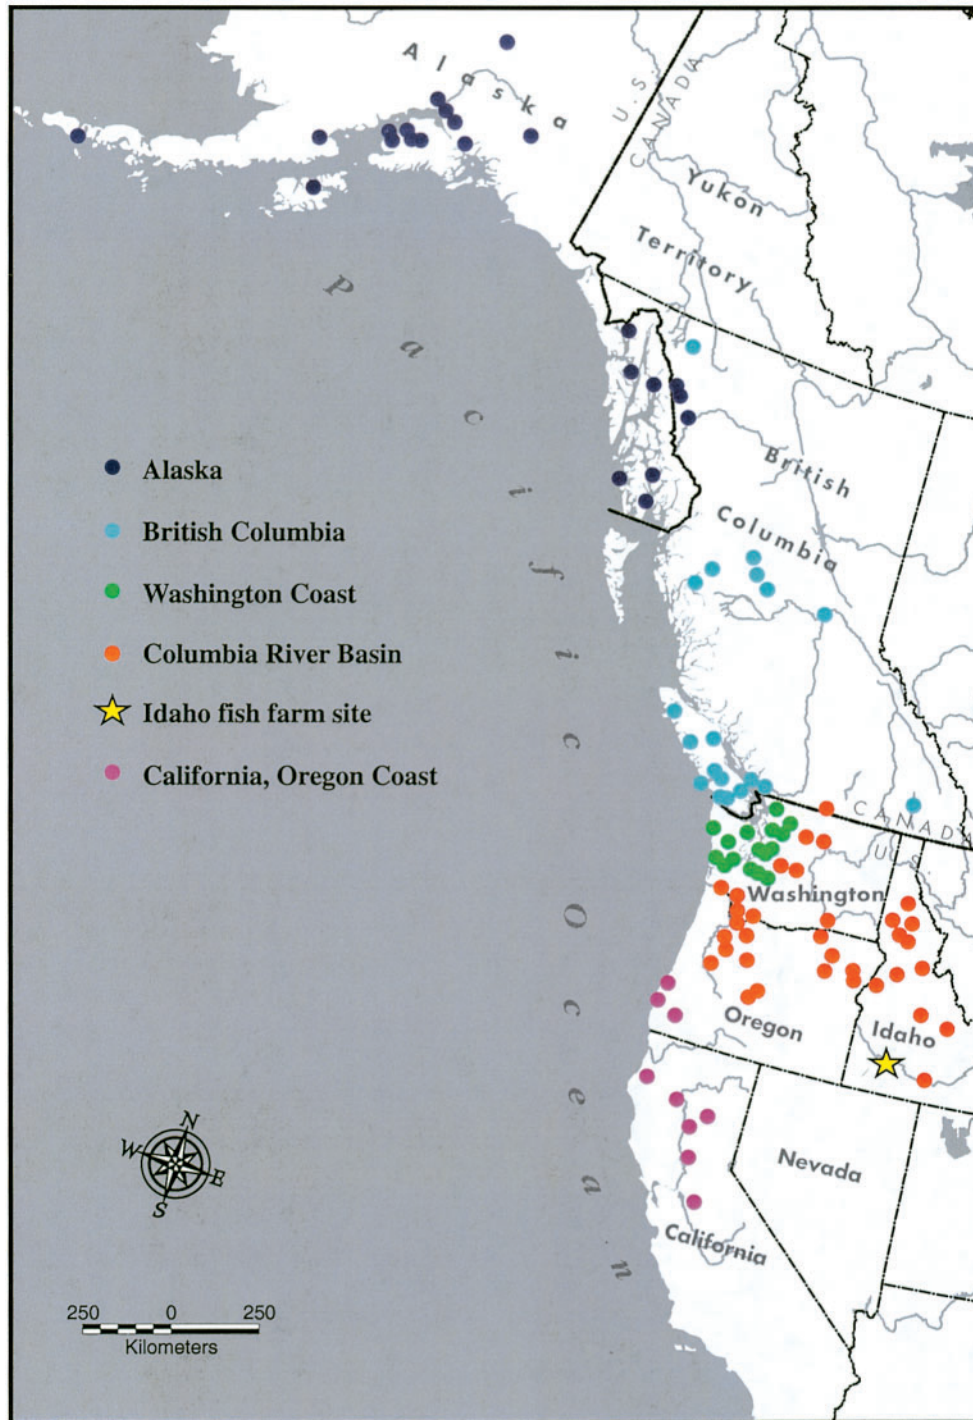 Alaska
U.S.
CANADA
Yukon
Territory
Pacific Ocean
British
Columbia
Alaska
British Columbia
Washington Coast
Columbia River Basin
Idaho fish farm site
California, Oregon Coast
CANADA
U.S.
Washington
Oregon
Idaho
Nevada
California
N
W
E
S
250 0 250
Kilometers